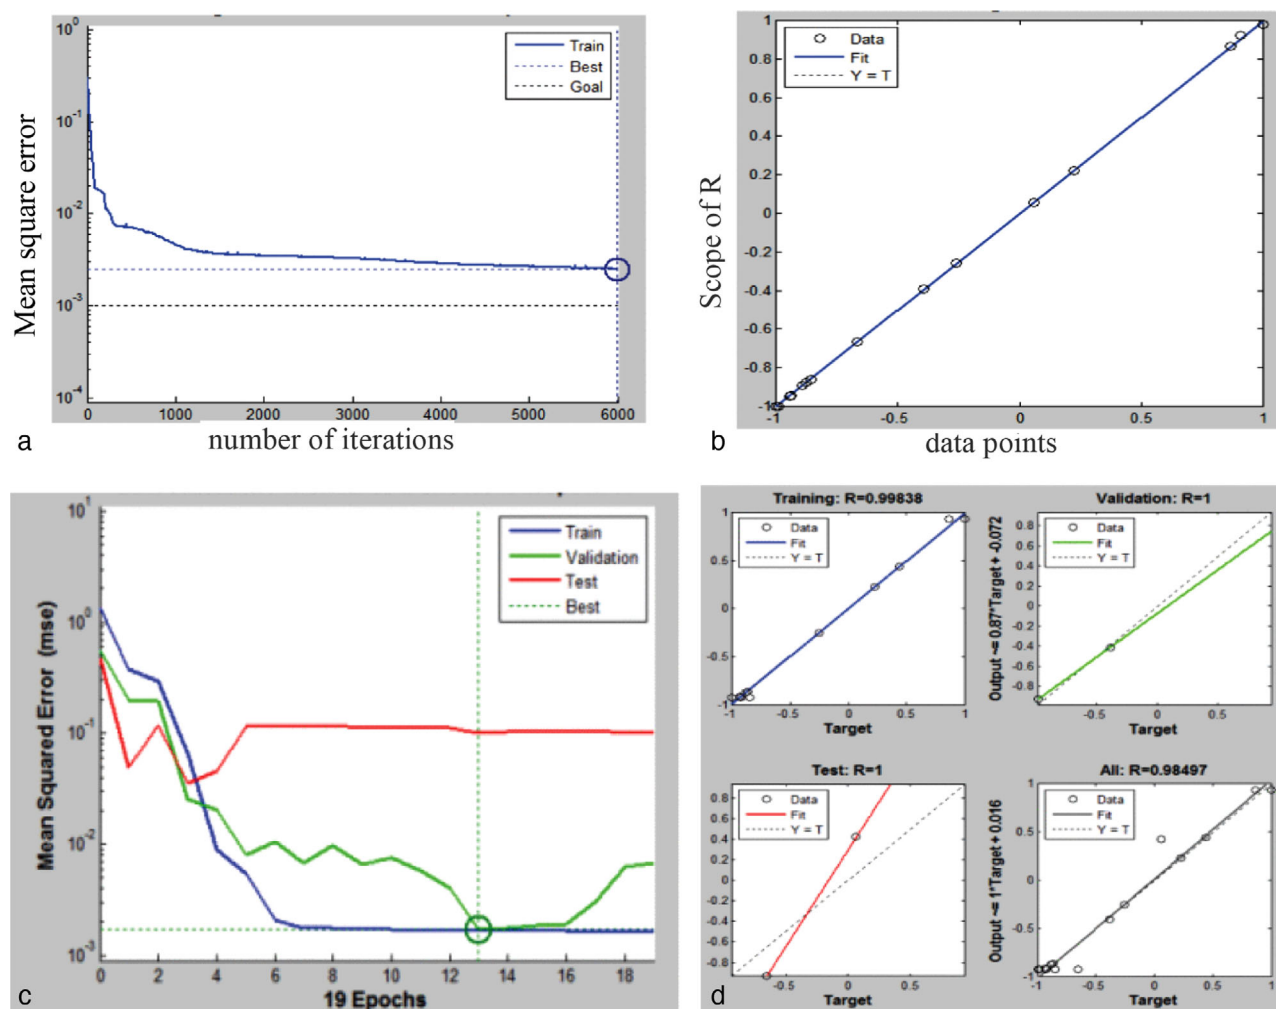 10^0
10^-1
10^-2
10^-3
10^-4
Mean square error
Train
Best
Goal
0
1000
2000
3000
4000
5000
6000
a
number of iterations
1
0.8
0.6
0.4
0.2
0
-0.2
-0.4
-0.6
-0.8
-1
Scope of R
Data
Fit
Y = T
-1
-0.5
0
0.5
1
b
data points
10^1
10^0
10^-1
10^-2
10^-3
Mean Squared Error (mse)
Train
Validation
Test
Best
0
2
4
6
8
10
12
14
16
18
c
19 Epochs
Training: R=0.99838
Data
Fit
Y = T
1
0.5
0
-0.5
-1
-1
-0.5
0
0.5
1
Target
Validation: R=1
Output ~= 0.87*Target + -0.072
Data
Fit
Y = T
0.8
0.6
0.4
0.2
0
-0.2
-0.4
-0.6
-0.8
-0.5
0
0.5
Target
Test: R=1
Data
Fit
Y = T
0.8
0.6
0.4
0.2
0
-0.2
-0.4
-0.6
-0.8
-0.5
0
0.5
Target
All: R=0.98497
Output ~= 1*Target + 0.016
Data
Fit
Y = T
1
0.5
0
-0.5
-1
-1
-0.5
0
0.5
1
Target
d